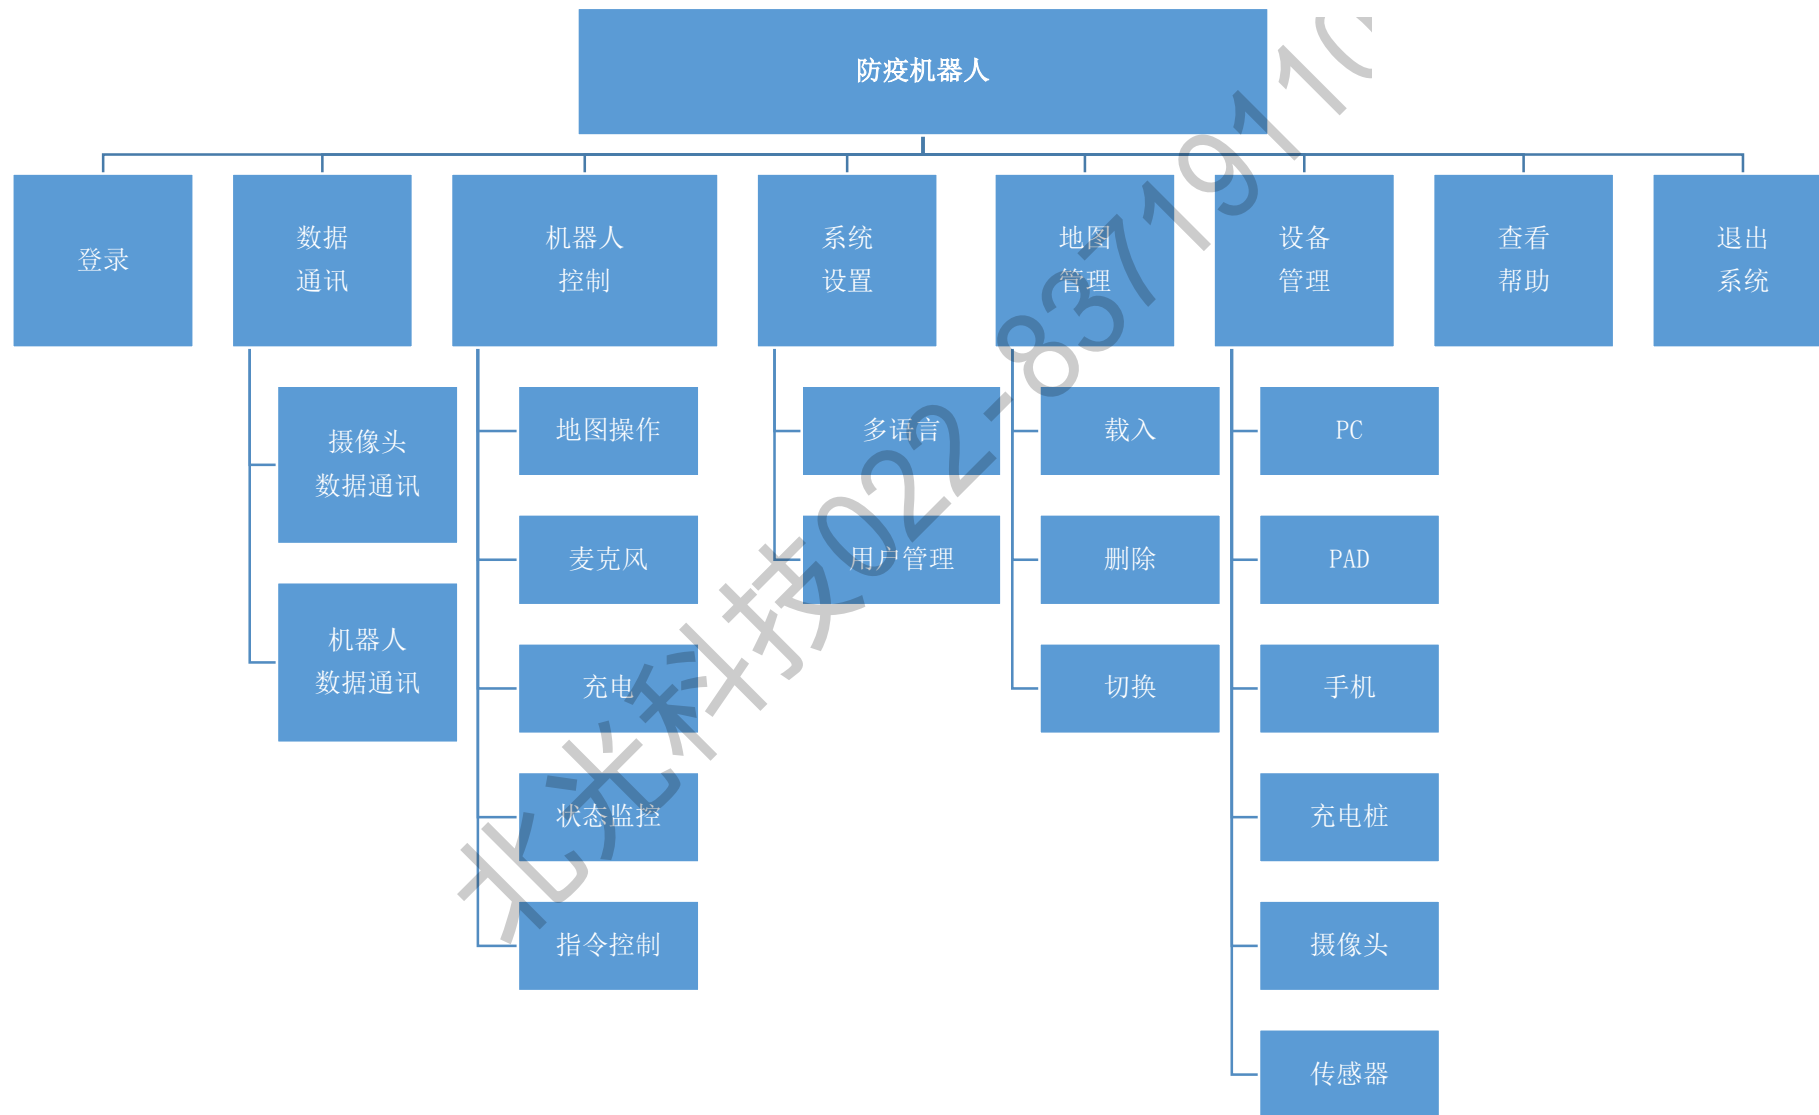 防疫机器人
登录
数据
通讯
机器人
控制
系统
设置
地图
管理
设备
管理
查看
帮助
退出
系统
摄像头
数据通讯
机器人
数据通讯
地图操作
麦克风
充电
状态监控
指令控制
多语言
用户管理
载入
删除
切换
PC
PAD
手机
充电桩
摄像头
传感器
北光科技022-8371911